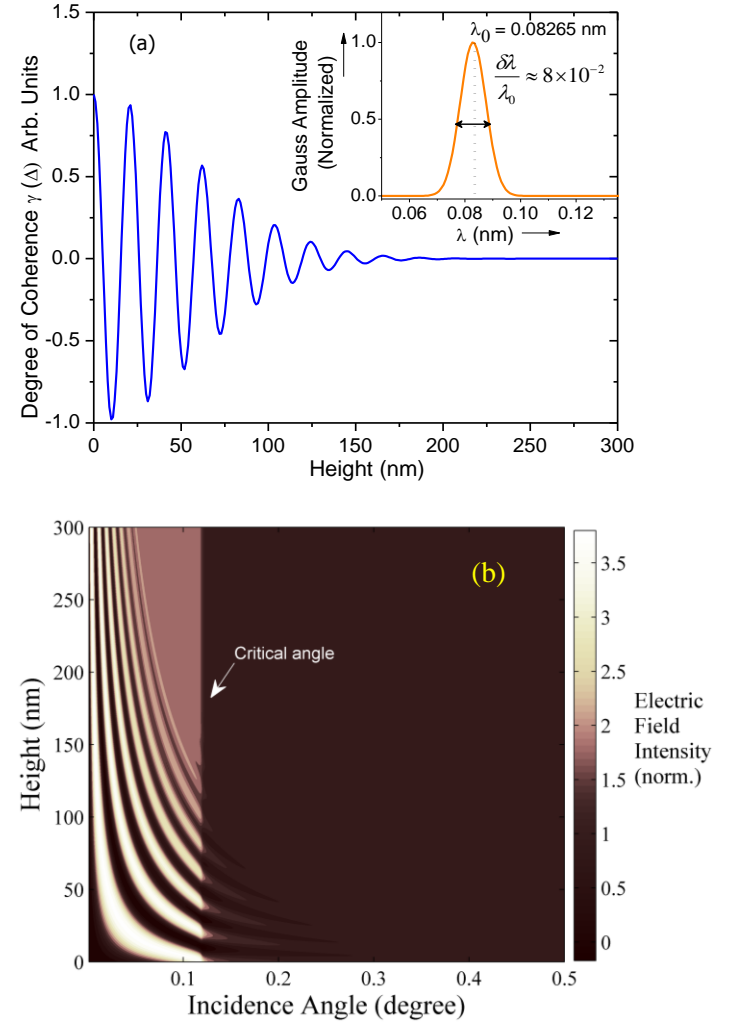 (a)
λ0 = 0.08265 nm
δλ/λ0 ≈ 8×10⁻²
Gauss Amplitude
(Normalized)
1.0
0.5
0.0
0.06 0.08 0.10 0.12
λ (nm)
Degree of Coherence γ (Δ) Arb. Units
1.5
1.0
0.5
0.0
-0.5
-1.0
0 50 100 150 200 250 300
Height (nm)
(b)
Critical angle
Height (nm)
300
250
200
150
100
50
0
0.1 0.2 0.3 0.4 0.5
Incidence Angle (degree)
3.5
3
2.5
2
1.5
1
0.5
0
Electric
Field
Intensity
(norm.)